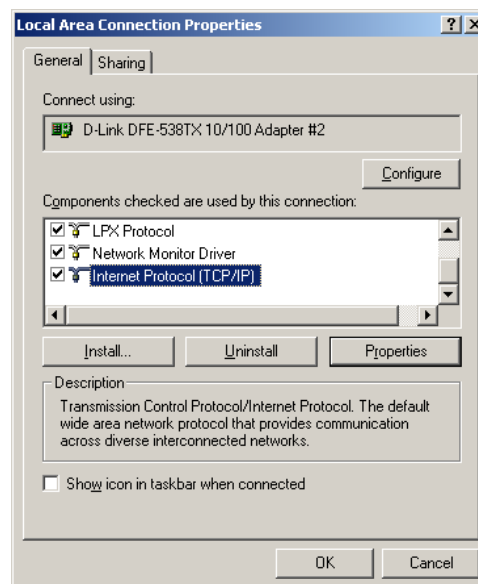 Local Area Connection Properties
General Sharing
Connect using:
D-Link DFE-538TX 10/100 Adapter #2
Configure
Components checked are used by this connection:
LPX Protocol
Network Monitor Driver
Internet Protocol (TCP/IP)
Install... Uninstall Properties
Description
Transmission Control Protocol/Internet Protocol. The default
wide area network protocol that provides communication
across diverse interconnected networks.
Show icon in taskbar when connected
OK Cancel